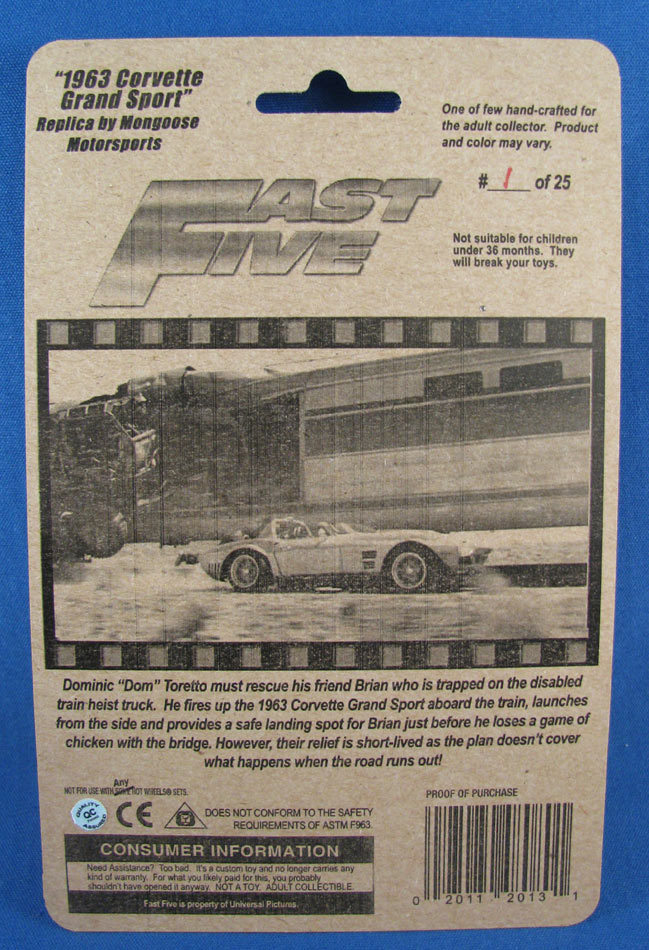 "1963 Corvette
Grand Sport"
Replica by Mongoose
Motorsports
One of few hand-crafted for
the adult collector. Product
and color may vary.
# 1 of 25
FAST
FIVE
Not suitable for children
under 36 months. They
will break your toys.
Dominic "Dom" Toretto must rescue his friend Brian who is trapped on the disabled
train heist truck. He fires up the 1963 Corvette Grand Sport aboard the train, launches
from the side and provides a safe landing spot for Brian just before he loses a game of
chicken with the bridge. However, their relief is short-lived as the plan doesn't cover
what happens when the road runs out!
Any
NOT FOR USE WITH HOT WHEELS® SETS.
QUALITY
QC
ASSURED
CE
DOES NOT CONFORM TO THE SAFETY
REQUIREMENTS OF ASTM F963.
CONSUMER INFORMATION
Need Assistance? Too bad. It's a custom toy and no longer carries any
kind of warranty. For what you likely paid for this, you probably
shouldn't have opened it anyway. NOT A TOY. ADULT COLLECTIBLE.
Fast Five is property of Universal Pictures.
PROOF OF PURCHASE
0 2011 2013 1